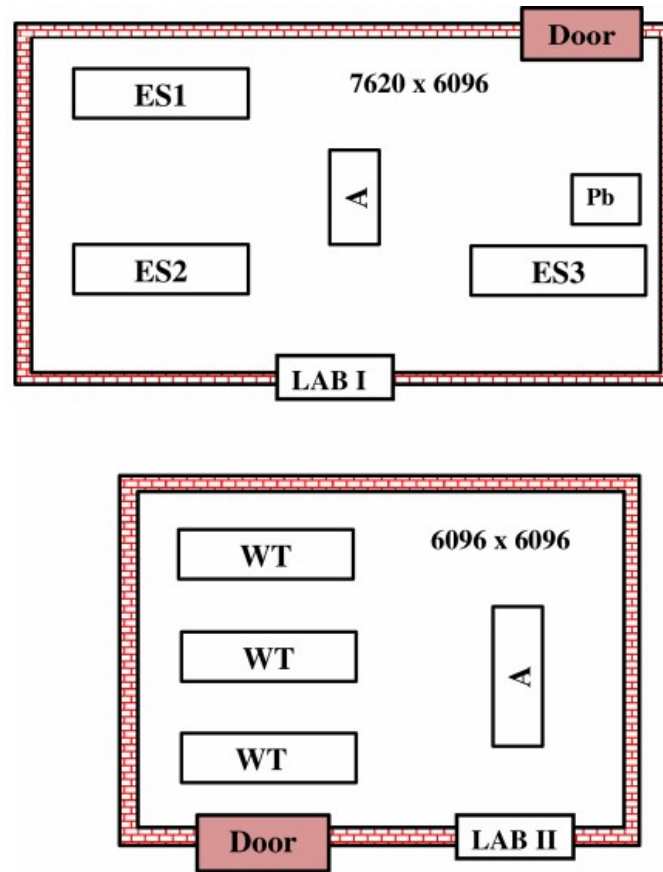 Door
ES1
7620 x 6096
A
Pb
ES2
ES3
LAB I
WT
6096 x 6096
WT
A
WT
Door
LAB II